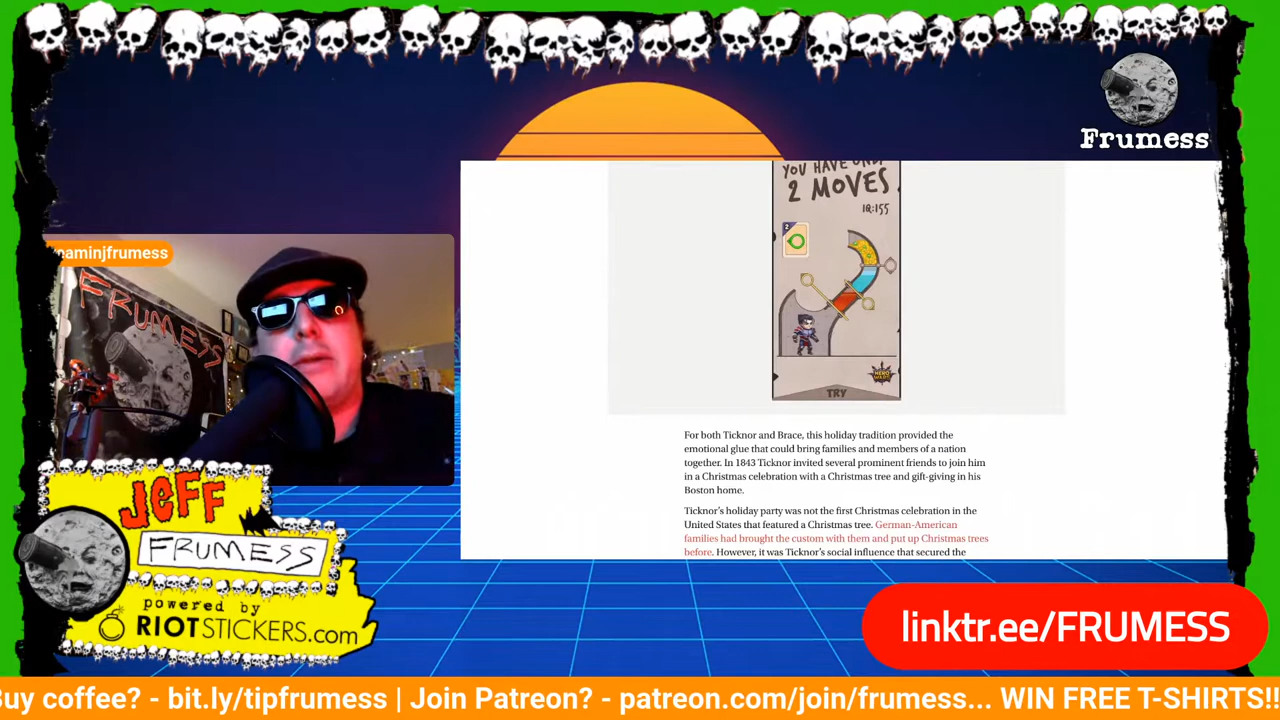 Frumess
YOU HAVE ONLY
2 MOVES
IQ:155
2
HERO
WARS
TRY
naminjfrumess
FRUMESS
For both Ticknor and Brace, this holiday tradition provided the
emotional glue that could bring families and members of a nation
together. In 1843 Ticknor invited several prominent friends to join him
in a Christmas celebration with a Christmas tree and gift-giving in his
Boston home.
Ticknor's holiday party was not the first Christmas celebration in the
United States that featured a Christmas tree. German-American
families had brought the custom with them and put up Christmas trees
before. However, it was Ticknor's social influence that secured the
JEFF
FRUMESS
powered by
RIOTSTICKERS.com
linktr.ee/FRUMESS
Buy coffee? - bit.ly/tipfrumess | Join Patreon? - patreon.com/join/frumess... WIN FREE T-SHIRTS!!